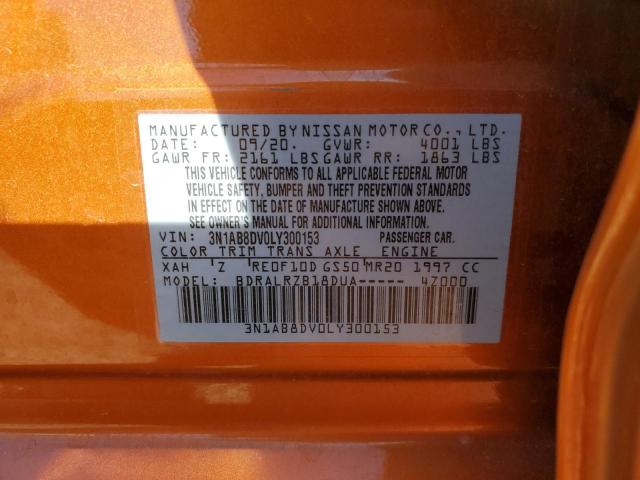 MANUFACTURED BY NISSAN MOTOR CO., LTD.
DATE: 09/20. GVWR: 4001 LBS
GAWR FR: 2161 LBS GAWR RR: 1863 LBS
THIS VEHICLE CONFORMS TO ALL APPLICABLE FEDERAL MOTOR
VEHICLE SAFETY, BUMPER AND THEFT PREVENTION STANDARDS
IN EFFECT ON THE DATE OF MANUFACTURE SHOWN ABOVE.
SEE OWNER'S MANUAL FOR ADDITIONAL INFORMATION.
VIN: 3N1AB8DV0LY300153 PASSENGER CAR.
COLOR TRIM TRANS AXLE ENGINE
XAH Z RE0F10D GS50 MR20 1997 CC
MODEL: BDRALRZB18DUA----- 4Z000
3N1AB8DV0LY300153